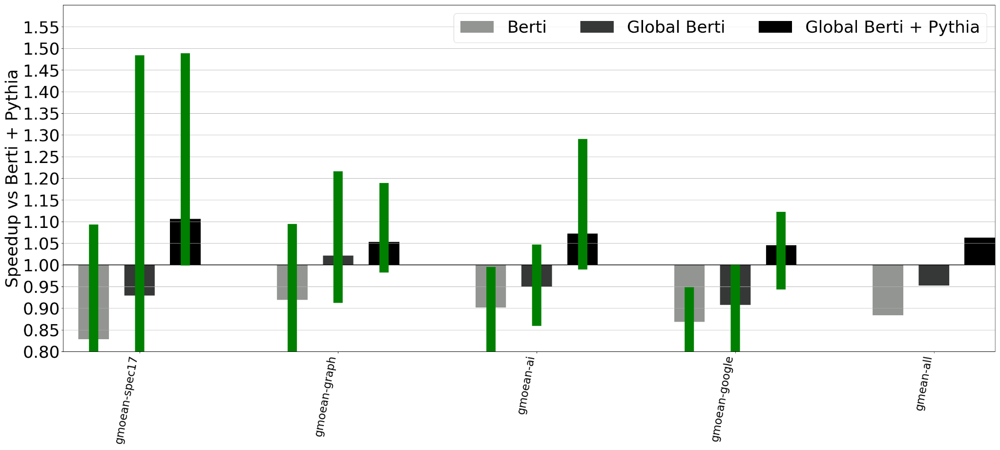 Speedup vs Berti + Pythia
1.55
1.50
1.45
1.40
1.35
1.30
1.25
1.20
1.15
1.10
1.05
1.00
0.95
0.90
0.85
0.80
Berti
Global Berti
Global Berti + Pythia
gmoean-spec17
gmoean-graph
gmoean-ai
gmoean-google
gmean-all